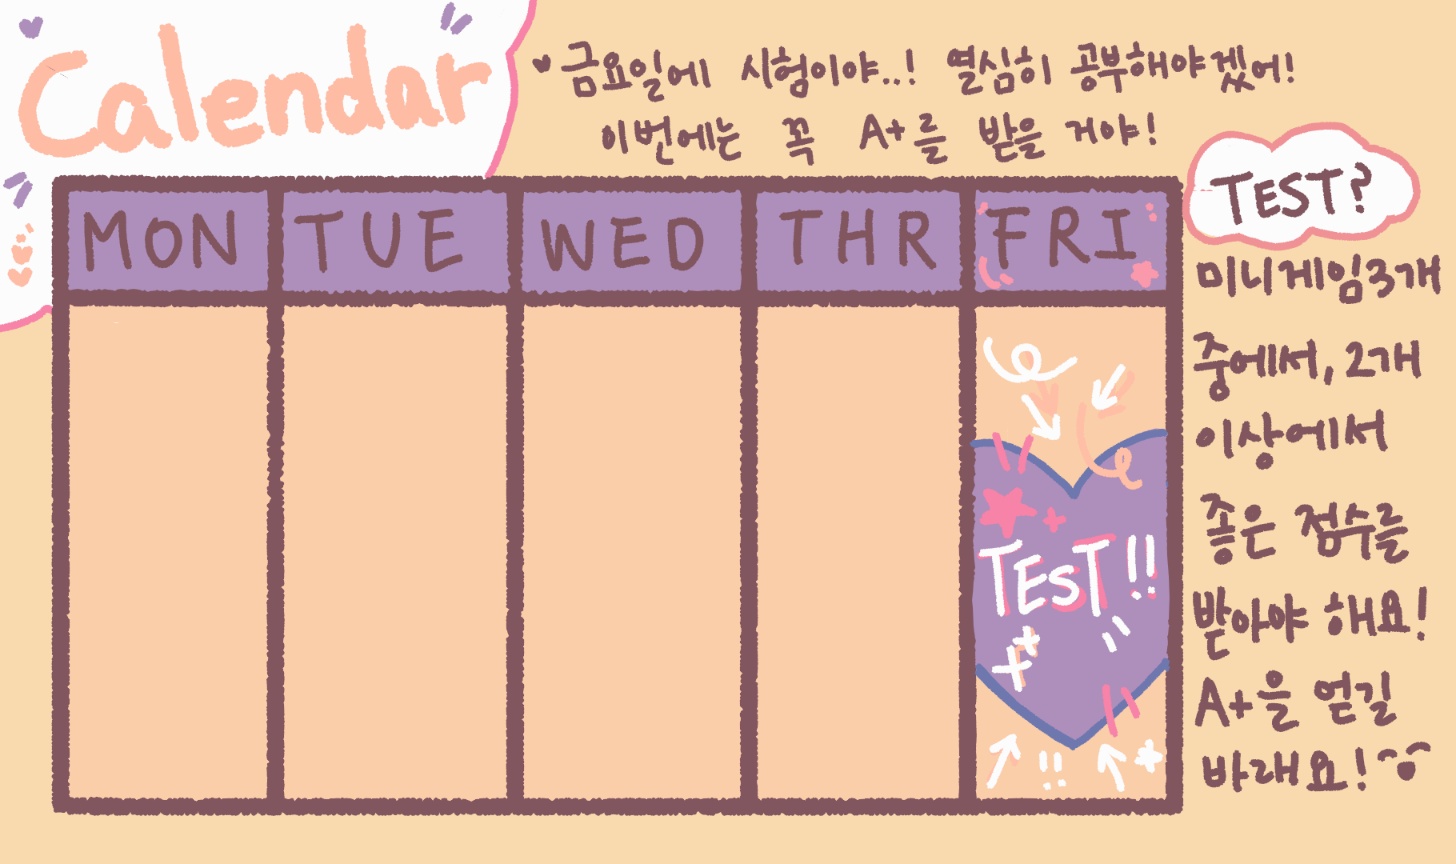 Calendar
금요일에 시험이야..! 열심히 공부해야겠어!
이번에는 꼭 A+를 받을 거야!
MON TUE WED THR FRI
TEST!!
TEST?
미니게임3개
중에서, 2개
이상에서
좋은 점수를
받아야 해요!
A+을 얻길
바래요!